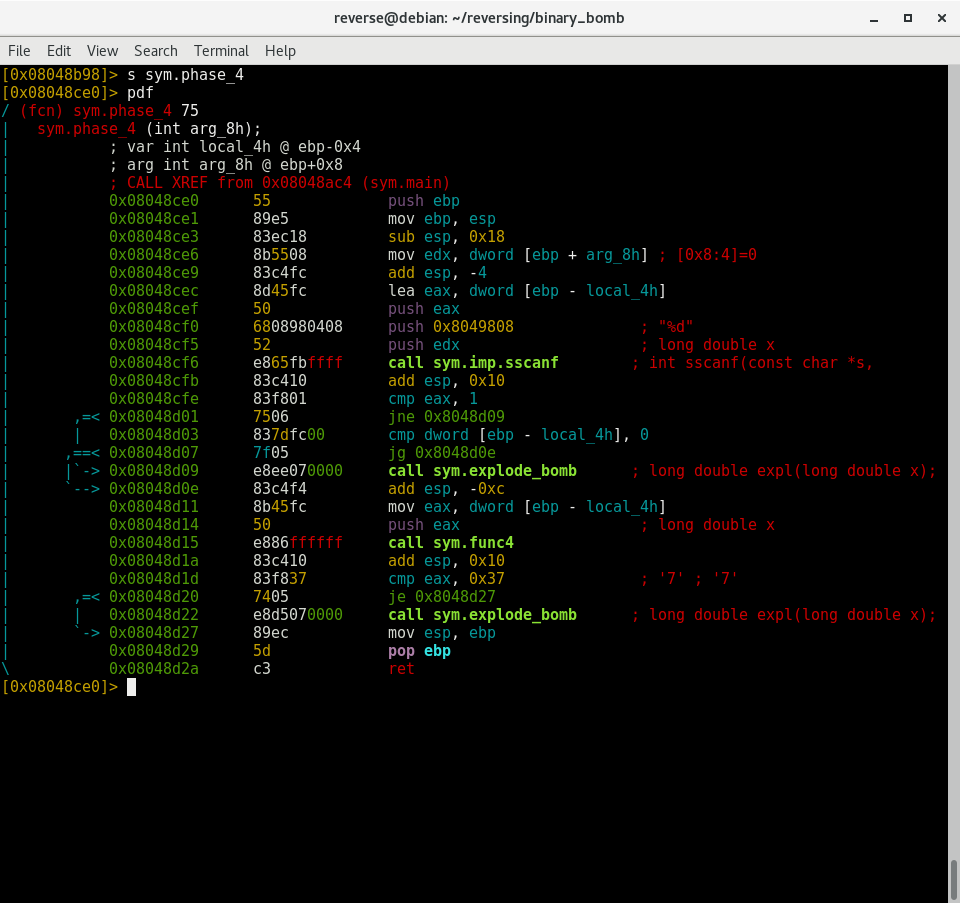 reverse@debian: ~/reversing/binary_bomb
File Edit View Search Terminal Help
[0x08048b98]> s sym.phase_4
[0x08048ce0]> pdf
/ (fcn) sym.phase_4 75
|   sym.phase_4 (int arg_8h);
|           ; var int local_4h @ ebp-0x4
|           ; arg int arg_8h @ ebp+0x8
|           ; CALL XREF from 0x08048ac4 (sym.main)
|           0x08048ce0      55             push ebp
|           0x08048ce1      89e5           mov ebp, esp
|           0x08048ce3      83ec18         sub esp, 0x18
|           0x08048ce6      8b5508         mov edx, dword [ebp + arg_8h] ; [0x8:4]=0
|           0x08048ce9      83c4fc         add esp, -4
|           0x08048cec      8d45fc         lea eax, dword [ebp - local_4h]
|           0x08048cef      50             push eax
|           0x08048cf0      6808980408     push 0x8049808              ; "%d"
|           0x08048cf5      52             push edx                    ; long double x
|           0x08048cf6      e865fbffff     call sym.imp.sscanf        ; int sscanf(const char *s,
|           0x08048cfb      83c410         add esp, 0x10
|           0x08048cfe      83f801         cmp eax, 1
|       ,=< 0x08048d01      7506           jne 0x8048d09
|       |   0x08048d03      837dfc00       cmp dword [ebp - local_4h], 0
|      ,==< 0x08048d07      7f05           jg 0x8048d0e
|      |`-> 0x08048d09      e8ee070000     call sym.explode_bomb      ; long double expl(long double x);
|      `--> 0x08048d0e      83c4f4         add esp, -0xc
|           0x08048d11      8b45fc         mov eax, dword [ebp - local_4h]
|           0x08048d14      50             push eax                    ; long double x
|           0x08048d15      e886ffffff     call sym.func4
|           0x08048d1a      83c410         add esp, 0x10
|           0x08048d1d      83f837         cmp eax, 0x37               ; '7' ; '7'
|       ,=< 0x08048d20      7405           je 0x8048d27
|       |   0x08048d22      e8d5070000     call sym.explode_bomb      ; long double expl(long double x);
|       `-> 0x08048d27      89ec           mov esp, ebp
|           0x08048d29      5d             pop ebp
\           0x08048d2a      c3             ret
[0x08048ce0]>